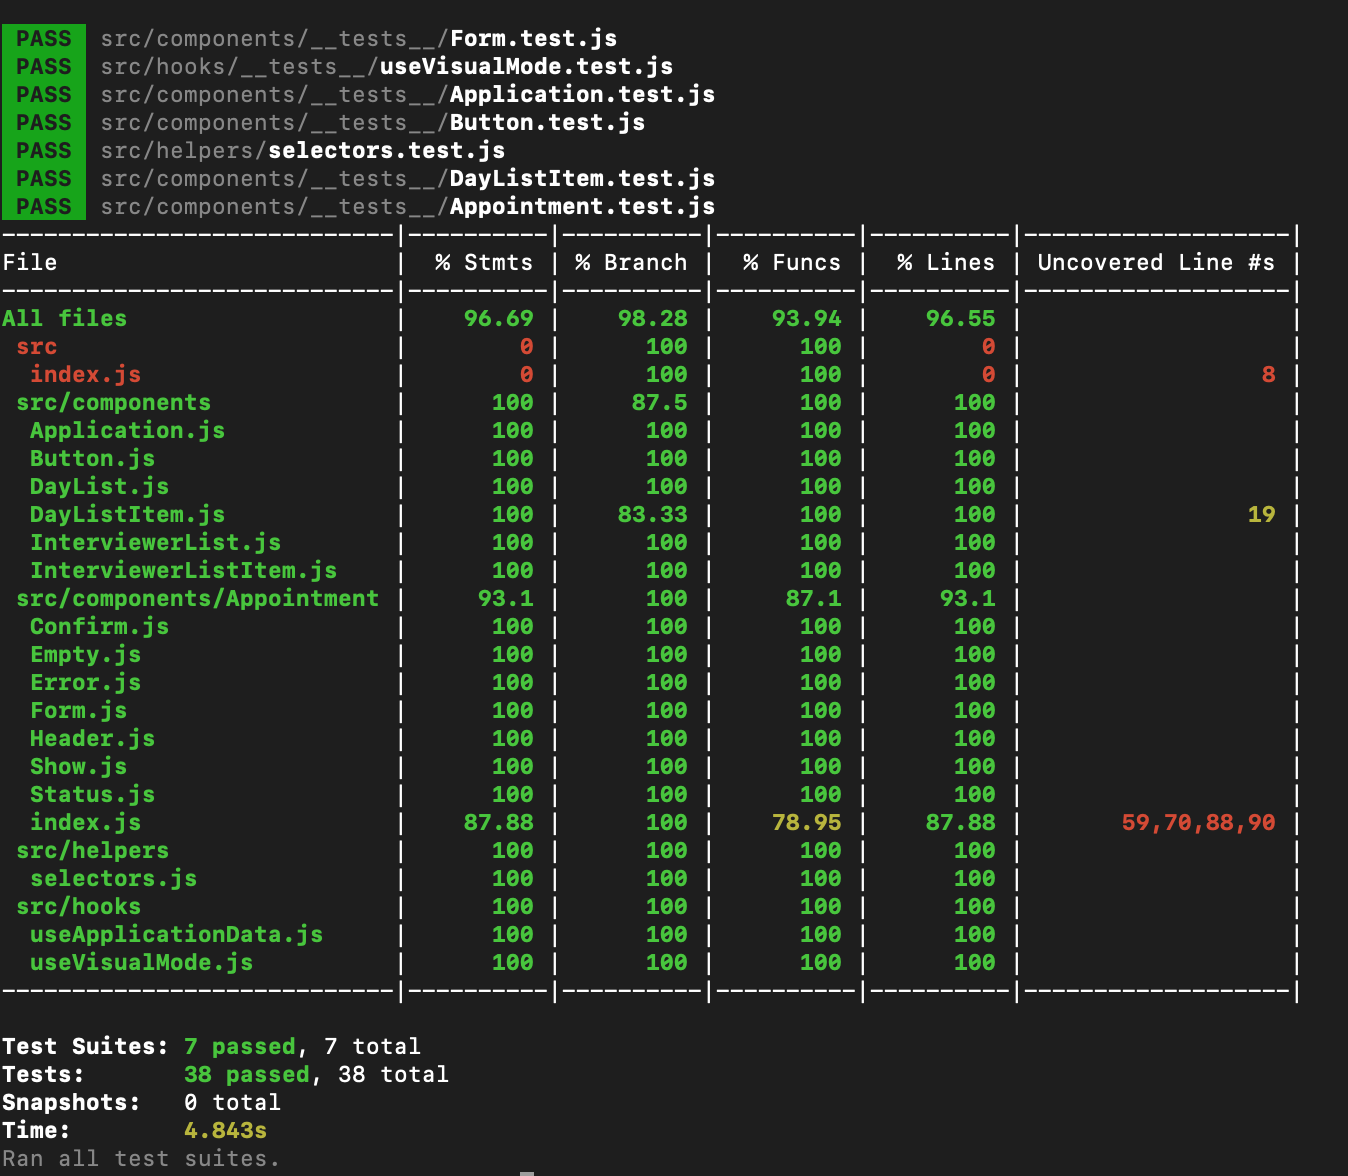 PASS src/components/__tests__/Form.test.js
PASS src/hooks/__tests__/useVisualMode.test.js
PASS src/components/__tests__/Application.test.js
PASS src/components/__tests__/Button.test.js
PASS src/helpers/selectors.test.js
PASS src/components/__tests__/DayListItem.test.js
PASS src/components/__tests__/Appointment.test.js
----------------------------|----------|----------|----------|----------|-------------------|
File                        |  % Stmts | % Branch |  % Funcs |  % Lines | Uncovered Line #s |
----------------------------|----------|----------|----------|----------|-------------------|
All files                   |    96.69 |    98.28 |    93.94 |    96.55 |                   |
 src                        |        0 |      100 |      100 |        0 |                   |
  index.js                  |        0 |      100 |      100 |        0 |                 8 |
 src/components             |      100 |     87.5 |      100 |      100 |                   |
  Application.js            |      100 |      100 |      100 |      100 |                   |
  Button.js                 |      100 |      100 |      100 |      100 |                   |
  DayList.js                |      100 |      100 |      100 |      100 |                   |
  DayListItem.js            |      100 |    83.33 |      100 |      100 |                19 |
  InterviewerList.js        |      100 |      100 |      100 |      100 |                   |
  InterviewerListItem.js    |      100 |      100 |      100 |      100 |                   |
 src/components/Appointment |     93.1 |      100 |     87.1 |     93.1 |                   |
  Confirm.js                |      100 |      100 |      100 |      100 |                   |
  Empty.js                  |      100 |      100 |      100 |      100 |                   |
  Error.js                  |      100 |      100 |      100 |      100 |                   |
  Form.js                   |      100 |      100 |      100 |      100 |                   |
  Header.js                 |      100 |      100 |      100 |      100 |                   |
  Show.js                   |      100 |      100 |      100 |      100 |                   |
  Status.js                 |      100 |      100 |      100 |      100 |                   |
  index.js                  |    87.88 |      100 |    78.95 |    87.88 |       59,70,88,90 |
 src/helpers                |      100 |      100 |      100 |      100 |                   |
  selectors.js              |      100 |      100 |      100 |      100 |                   |
 src/hooks                  |      100 |      100 |      100 |      100 |                   |
  useApplicationData.js     |      100 |      100 |      100 |      100 |                   |
  useVisualMode.js          |      100 |      100 |      100 |      100 |                   |
----------------------------|----------|----------|----------|----------|-------------------|
Test Suites: 7 passed, 7 total
Tests:       38 passed, 38 total
Snapshots:   0 total
Time:        4.843s
Ran all test suites.